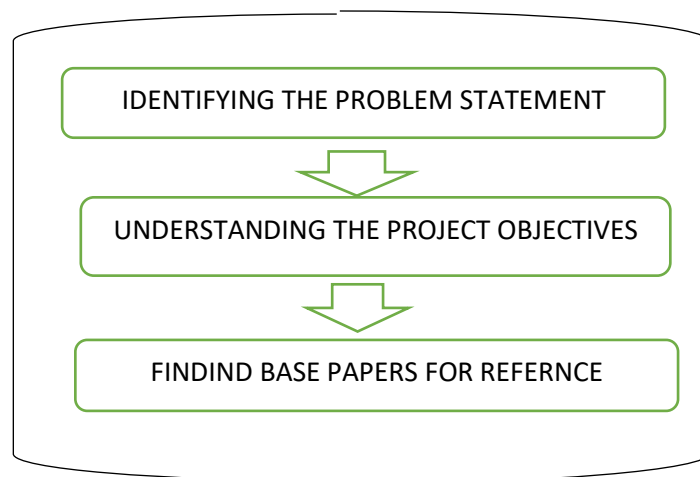 IDENTIFYING THE PROBLEM STATEMENT
UNDERSTANDING THE PROJECT OBJECTIVES
FINDIND BASE PAPERS FOR REFERNCE